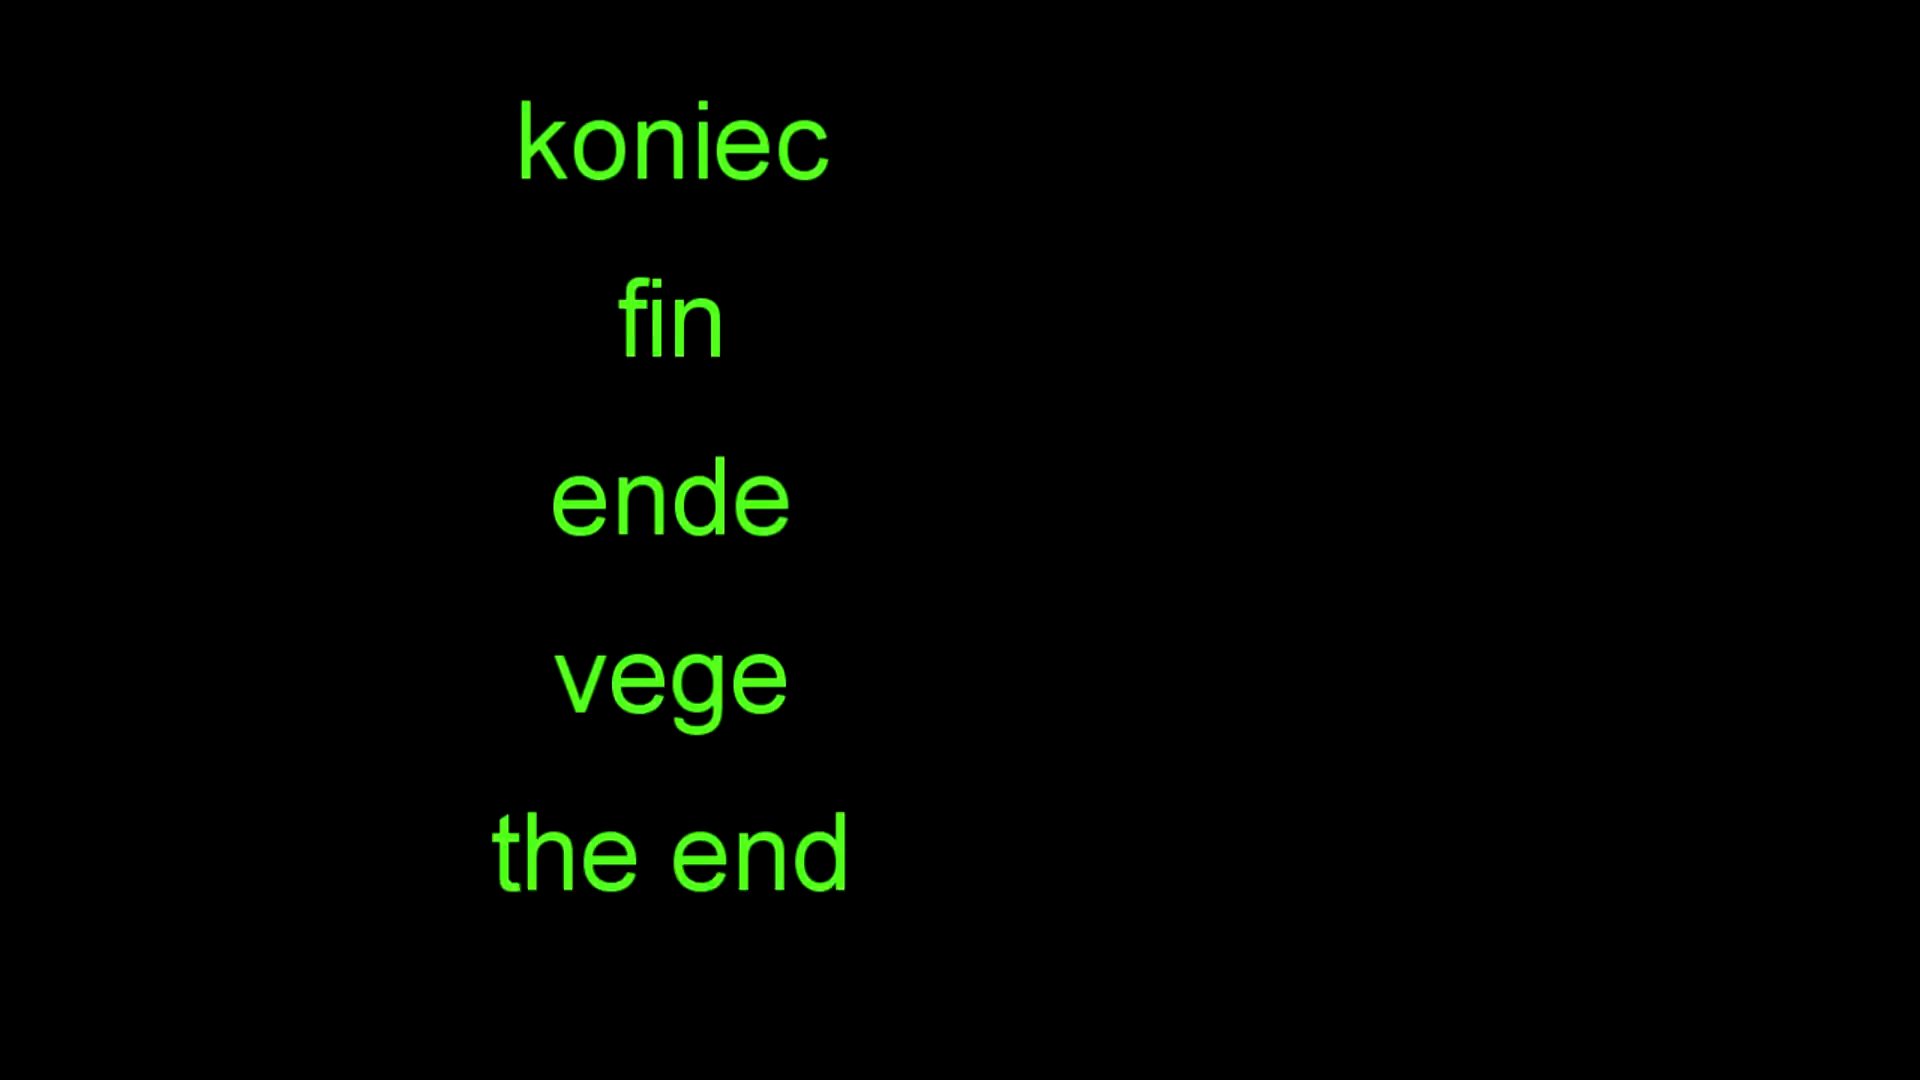 koniec
fin
ende
vege
the end